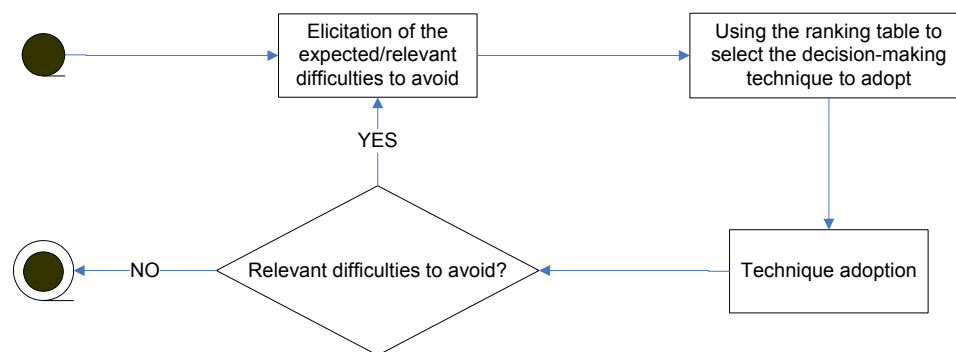 Elicitation of the
expected/relevant
difficulties to avoid
Using the ranking table to
select the decision-making
technique to adopt
YES
NO
Relevant difficulties to avoid?
Technique adoption